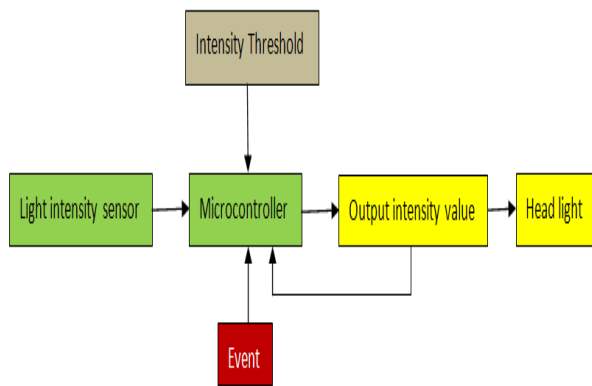 Intensity Threshold
Light intensity sensor
Microcontroller
Output intensity value
Head light
Event